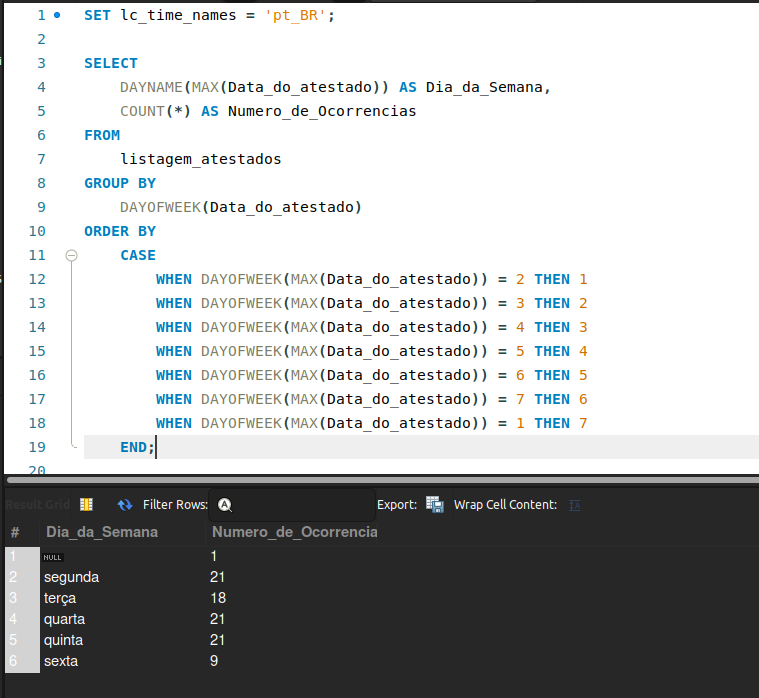 1 SET lc_time_names = 'pt_BR';
2
3 SELECT
4 DAYNAME(MAX(Data_do_atestado)) AS Dia_da_Semana,
5 COUNT(*) AS Numero_de_Ocorrencias
6 FROM
7 listagem_atestados
8 GROUP BY
9 DAYOFWEEK(Data_do_atestado)
10 ORDER BY
11 CASE
12 WHEN DAYOFWEEK(MAX(Data_do_atestado)) = 2 THEN 1
13 WHEN DAYOFWEEK(MAX(Data_do_atestado)) = 3 THEN 2
14 WHEN DAYOFWEEK(MAX(Data_do_atestado)) = 4 THEN 3
15 WHEN DAYOFWEEK(MAX(Data_do_atestado)) = 5 THEN 4
16 WHEN DAYOFWEEK(MAX(Data_do_atestado)) = 6 THEN 5
17 WHEN DAYOFWEEK(MAX(Data_do_atestado)) = 7 THEN 6
18 WHEN DAYOFWEEK(MAX(Data_do_atestado)) = 1 THEN 7
19 END;
20
Result Grid Filter Rows: A Export: Wrap Cell Content: IA
# Dia_da_Semana Numero_de_Ocorrencia
1 NULL 1
2 segunda 21
3 terça 18
4 quarta 21
5 quinta 21
6 sexta 9